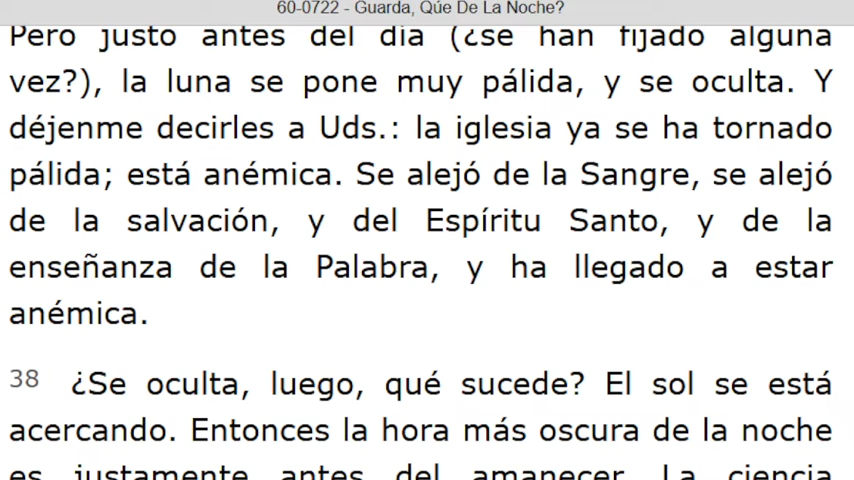 60-0722 - Guarda, Qúe De La Noche?
Pero justo antes del día (¿se han fijado alguna
vez?), la luna se pone muy pálida, y se oculta. Y
déjenme decirles a Uds.: la iglesia ya se ha tornado
pálida; está anémica. Se alejó de la Sangre, se alejó
de la salvación, y del Espíritu Santo, y de la
enseñanza de la Palabra, y ha llegado a estar
anémica.
38 ¿Se oculta, luego, qué sucede? El sol se está
acercando. Entonces la hora más oscura de la noche
es justamente antes del amanecer. La ciencia